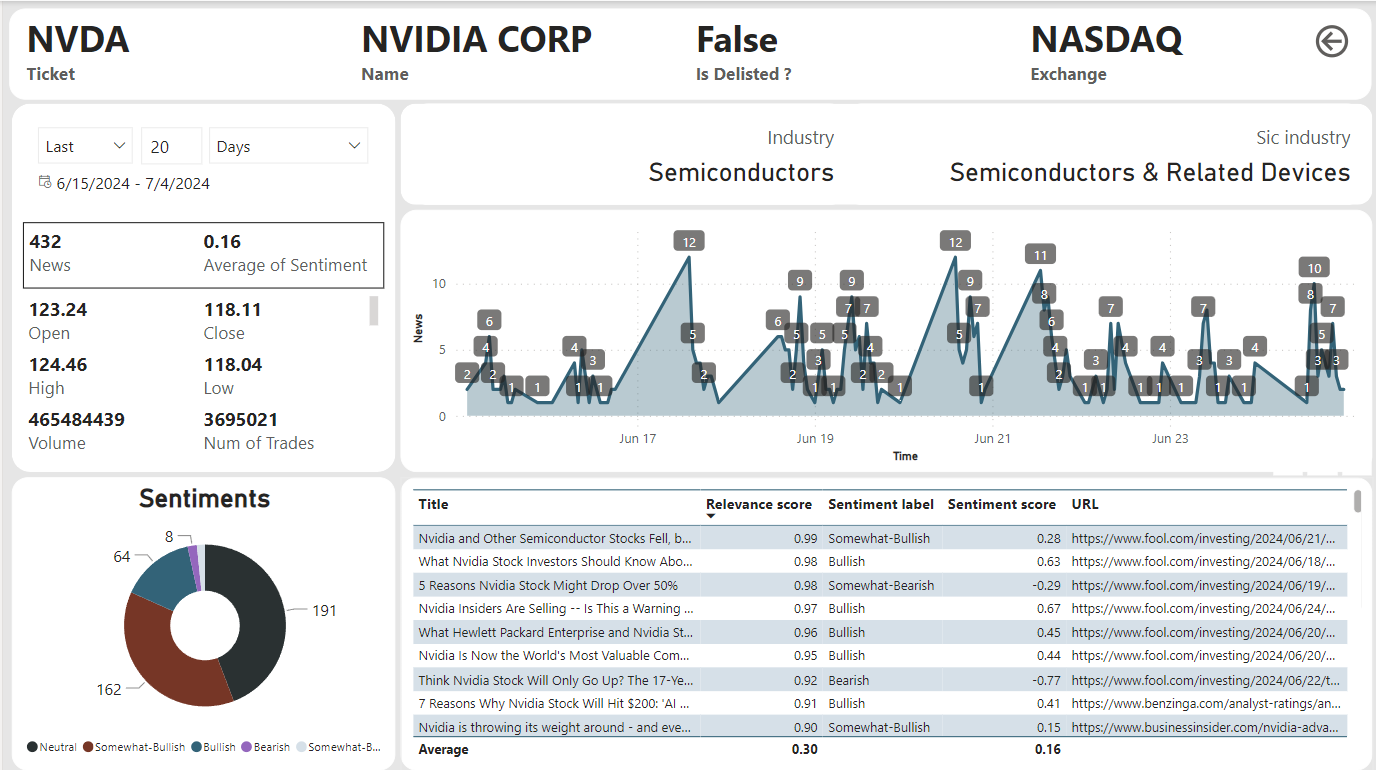 NVDA NVIDIA CORP False NASDAQ
Ticket Name Is Delisted ? Exchange
Last 20 Days
6/15/2024 - 7/4/2024
432 0.16
News Average of Sentiment
123.24 118.11
Open Close
124.46 118.04
High Low
465484439 3695021
Volume Num of Trades
Industry Sic industry
Semiconductors Semiconductors & Related Devices
News
10
5
0
2 4 6 2 1 1 4 1 3 1 12 5 2 6 2 5 9 1 3 5 1 5 7 9 2 7 4 2 1 12 5 9 7 1 11 8 6 4 2 1 3 1 7 4 1 4 1 3 7 1 3 1 4 1 8 10 3 5 7 3
Jun 17 Jun 19 Jun 21 Jun 23
Time
Sentiments
8
64
191
162
Neutral Somewhat-Bullish Bullish Bearish Somewhat-B...
Title Relevance score Sentiment label Sentiment score URL
Nvidia and Other Semiconductor Stocks Fell, b... 0.99 Somewhat-Bullish 0.28 https://www.fool.com/investing/2024/06/21/...
What Nvidia Stock Investors Should Know Abo... 0.98 Bullish 0.63 https://www.fool.com/investing/2024/06/18/...
5 Reasons Nvidia Stock Might Drop Over 50% 0.98 Somewhat-Bearish -0.29 https://www.fool.com/investing/2024/06/19/...
Nvidia Insiders Are Selling -- Is This a Warning ... 0.97 Bullish 0.67 https://www.fool.com/investing/2024/06/24/...
What Hewlett Packard Enterprise and Nvidia St... 0.96 Bullish 0.45 https://www.fool.com/investing/2024/06/20/...
Nvidia Is Now the World's Most Valuable Com... 0.95 Bullish 0.44 https://www.fool.com/investing/2024/06/20/...
Think Nvidia Stock Will Only Go Up? The 17-Ye... 0.92 Bearish -0.77 https://www.fool.com/investing/2024/06/22/t...
7 Reasons Why Nvidia Stock Will Hit $200: 'AI ... 0.91 Bullish 0.41 https://www.benzinga.com/analyst-ratings/an...
Nvidia is throwing its weight around - and eve... 0.90 Somewhat-Bullish 0.15 https://www.businessinsider.com/nvidia-adva...
Average 0.30 0.16